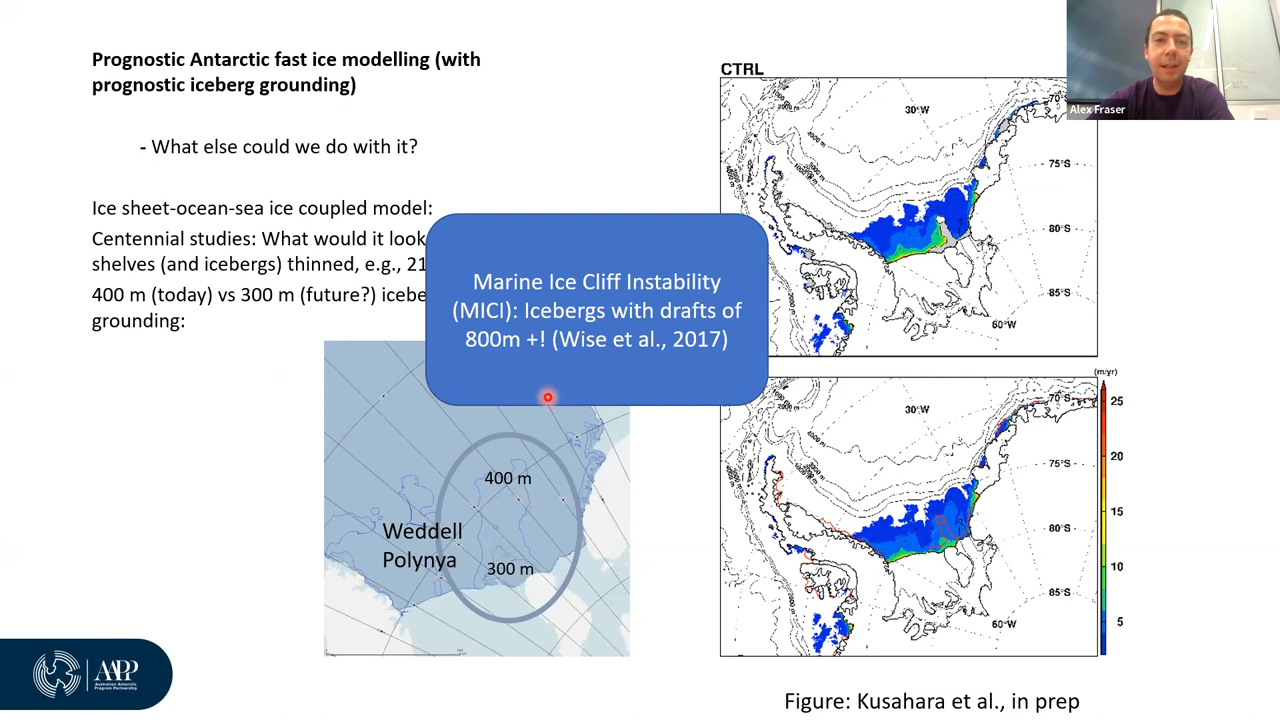 Prognostic Antarctic fast ice modelling (with
prognostic iceberg grounding)
- What else could we do with it?
Ice sheet-ocean-sea ice coupled model:
Centennial studies: What would it look
shelves (and icebergs) thinned, e.g., 21
400 m (today) vs 300 m (future?) icebe
grounding:
Marine Ice Cliff Instability
(MICI): Icebergs with drafts of
800m +! (Wise et al., 2017)
400 m
Weddell
Polynya
300 m
CTRL
30°W
70°
75°S
80°S
85°S
60°W
(m/yr)
30°W
70°S
75°S
80°S
85°S
60°W
25
20
15
10
5
Figure: Kusahara et al., in prep
Alex Fraser
AAPP
Australian Antarctic
Program Partnership